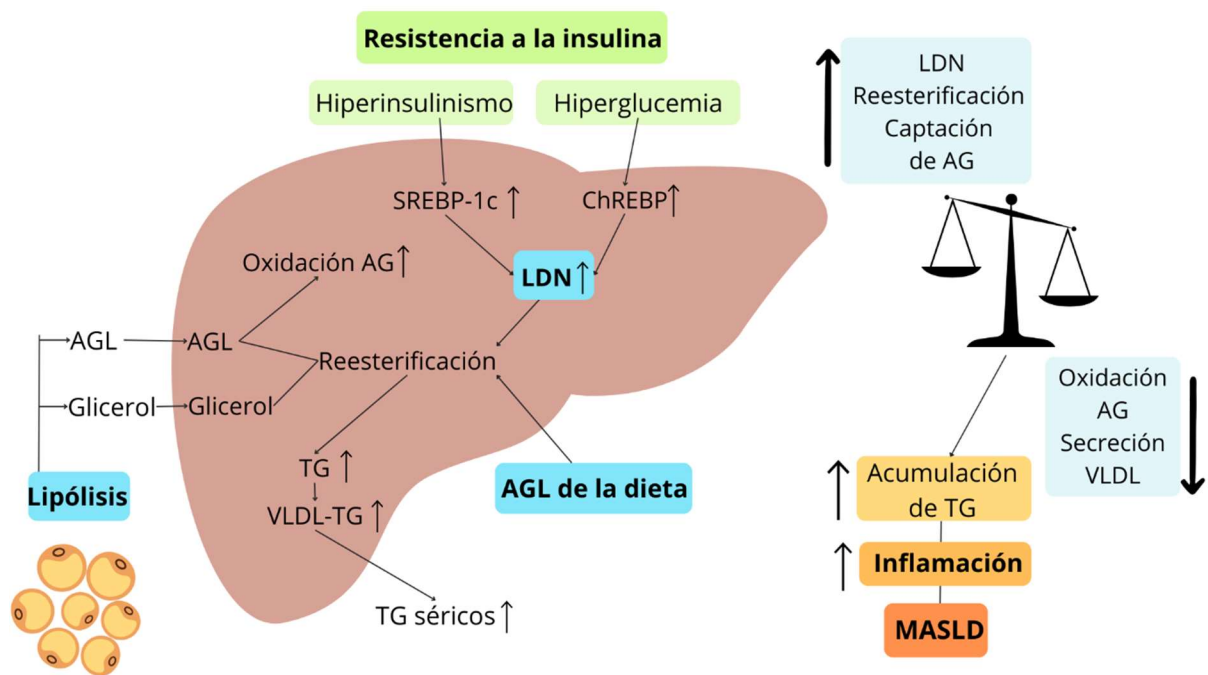 Resistencia a la insulina
Hiperinsulinismo
Hiperglucemia
SREBP-1c ↑
ChREBP ↑
Oxidación AG ↑
LDN ↑
AGL
AGL
Reesterificación
Glicerol
Glicerol
TG ↑
VLDL-TG ↑
TG séricos ↑
AGL de la dieta
Lipólisis
LDN
Reesterificación
Captación
de AG
Oxidación
AG
Secreción
VLDL
Acumulación
de TG
Inflamación
MASLD